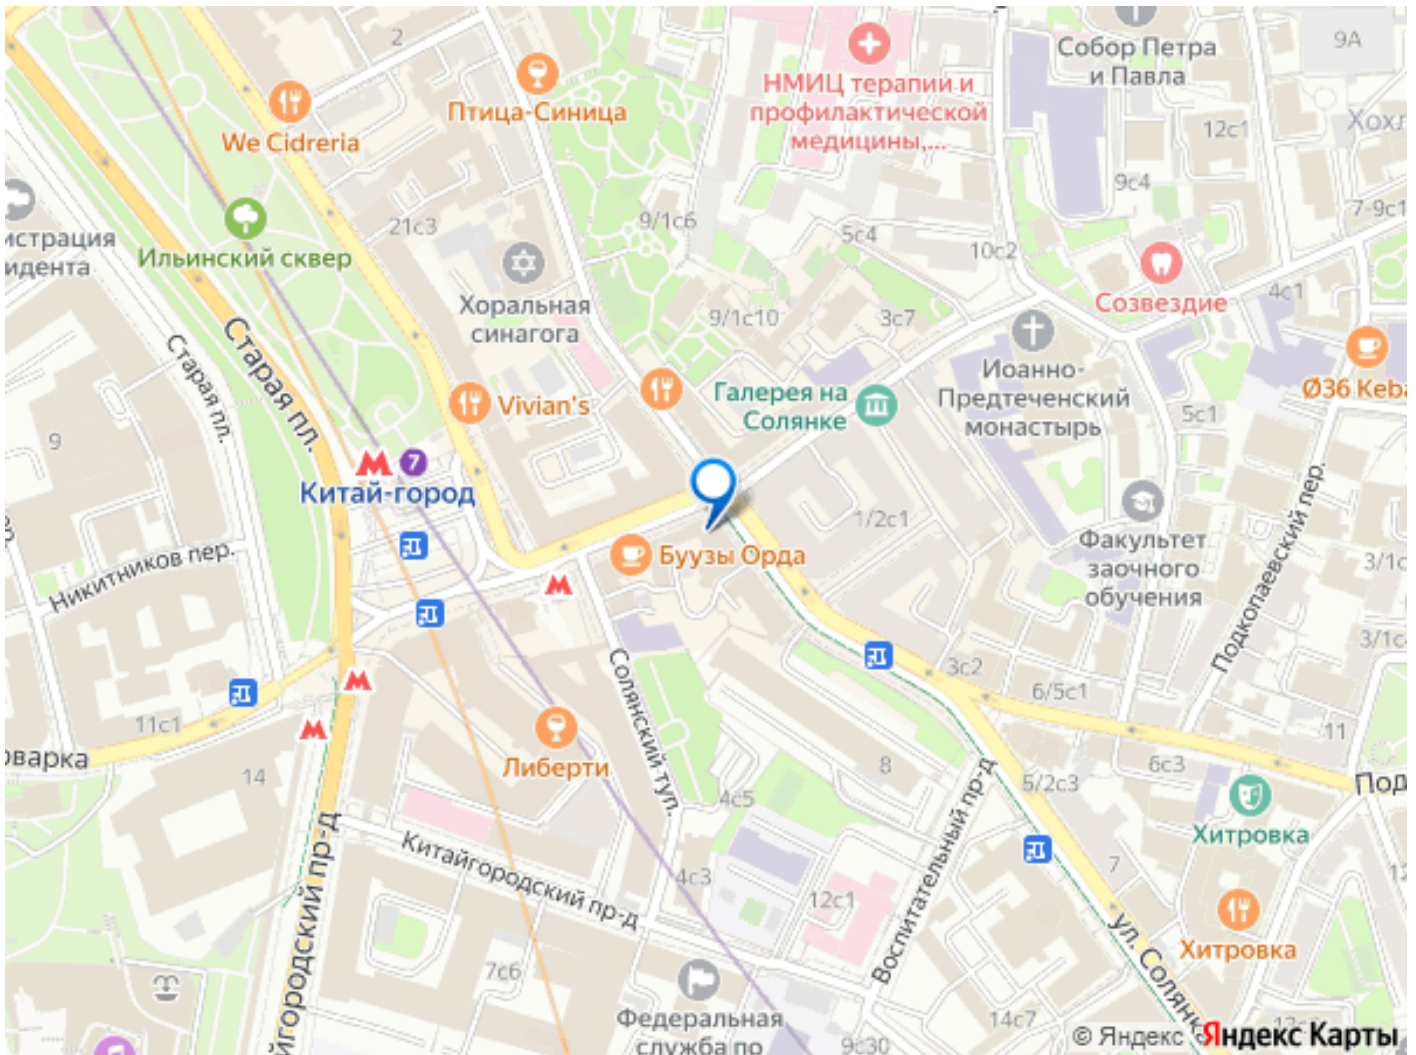 2
9А
Собор Петра
и Павла
НМИЦ терапии и
профилактической
медицины,...
Птица-Синица
We Cidreria
12с1
Хохл
9с4
7-9с1
21с3
9/1с6
5с4
10с2
истрация
идента
Ильинский сквер
Хоральная
синагога
Созвездие
4с1
9/1с10
3с7
Старая пл.
Старая пл.
Иоанно-
Предтеченский
монастырь
Галерея на
Солянке
Ø36 Keba
Vivian's
5с1
9
7
Китай-город
1/2с1
Факультет
заочного
обучения
Подкопаевский пер.
3/1с
Никитников пер.
Буузы Орда
3/1с4
Солянский туп.
3с2
6/5с1
11
11с1
оварка
14
Либерти
8
6с3
5/2с3
Под
4с5
Хитровка
Китайгородский пр-д
йгородский пр-д
4с3
12с1
Воспитательный пр-д
7
12
ул. Солянка
Хитровка
7с6
Федеральная
служба по
9с30
14с7
© Яндекс
Яндекс Карты